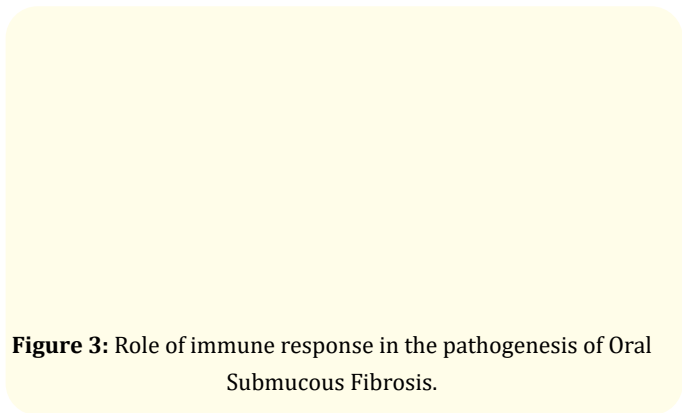 Figure 3: Role of immune response in the pathogenesis of Oral
Submucous Fibrosis.